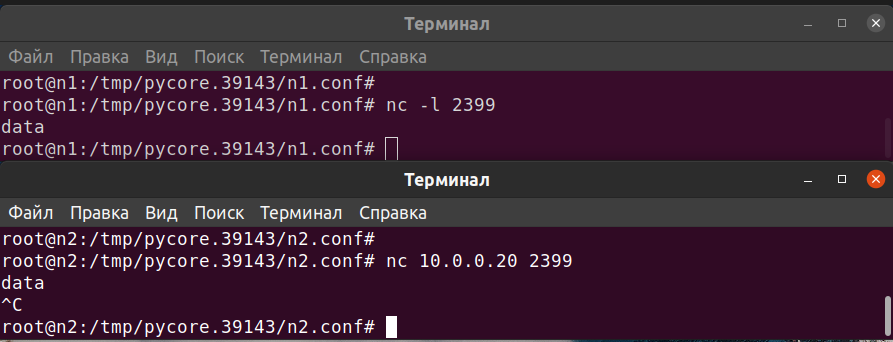 Терминал
Файл Правка Вид Поиск Терминал Справка
root@n1:/tmp/pycore.39143/n1.conf#
root@n1:/tmp/pycore.39143/n1.conf# nc -l 2399
data
root@n1:/tmp/pycore.39143/n1.conf#
Терминал
Файл Правка Вид Поиск Терминал Справка
root@n2:/tmp/pycore.39143/n2.conf#
root@n2:/tmp/pycore.39143/n2.conf# nc 10.0.0.20 2399
data
^C
root@n2:/tmp/pycore.39143/n2.conf#